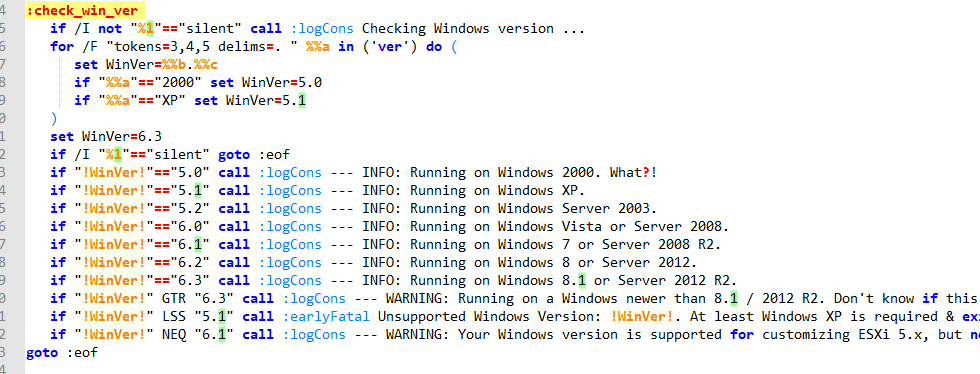 4 :check_win_ver
5 if /I not "%1"=="silent" call :logCons Checking Windows version ...
6 for /F "tokens=3,4,5 delims=. " %%a in ('ver') do (
7 set WinVer=%%b.%%c
8 if "%%a"=="2000" set WinVer=5.0
9 if "%%a"=="XP" set WinVer=5.1
0 )
1 set WinVer=6.3
2 if /I "%1"=="silent" goto :eof
3 if "!WinVer!"=="5.0" call :logCons --- INFO: Running on Windows 2000. What?!
4 if "!WinVer!"=="5.1" call :logCons --- INFO: Running on Windows XP.
5 if "!WinVer!"=="5.2" call :logCons --- INFO: Running on Windows Server 2003.
6 if "!WinVer!"=="6.0" call :logCons --- INFO: Running on Windows Vista or Server 2008.
7 if "!WinVer!"=="6.1" call :logCons --- INFO: Running on Windows 7 or Server 2008 R2.
8 if "!WinVer!"=="6.2" call :logCons --- INFO: Running on Windows 8 or Server 2012.
9 if "!WinVer!"=="6.3" call :logCons --- INFO: Running on Windows 8.1 or Server 2012 R2.
0 if "!WinVer!" GTR "6.3" call :logCons --- WARNING: Running on a Windows newer than 8.1 / 2012 R2. Don't know if this
1 if "!WinVer!" LSS "5.1" call :earlyFatal Unsupported Windows Version: !WinVer!. At least Windows XP is required & ex
2 if "!WinVer!" NEQ "6.1" call :logCons --- WARNING: Your Windows version is supported for customizing ESXi 5.x, but
3 goto :eof